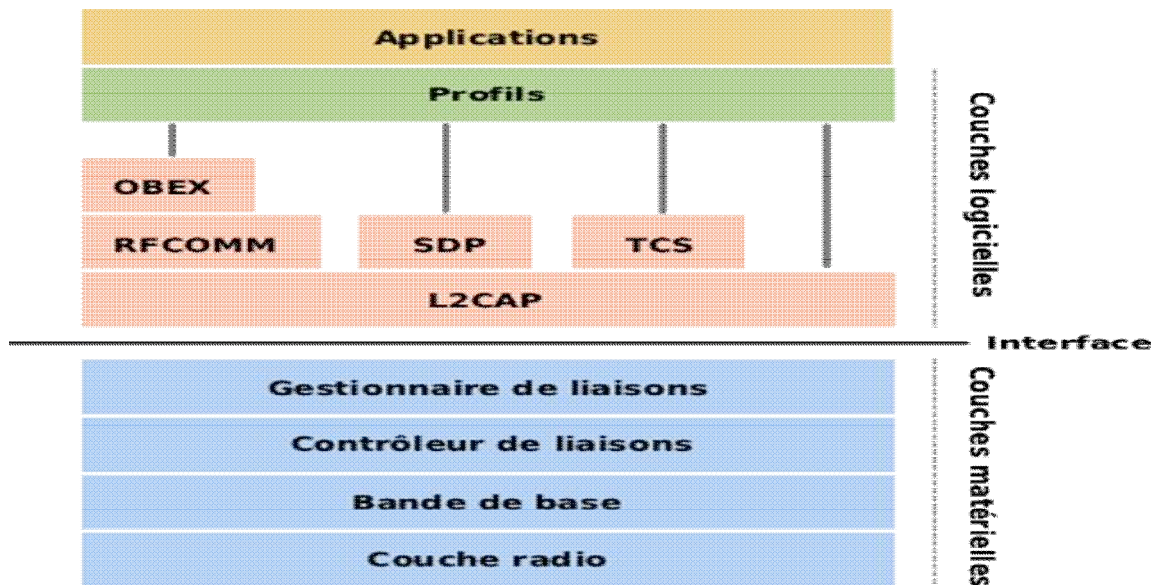 Applications
Profils
OBEX
RFCOMM SDP TCS
L2CAP
Couches logicielles
Interface
Gestionnaire de liaisons
Contrôleur de liaisons
Bande de base
Couche radio
Couches matérielles